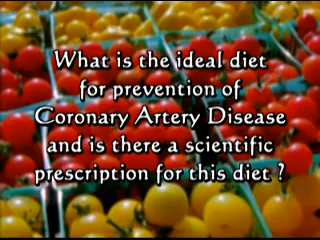 What is the ideal diet
for prevention of
Coronary Artery Disease
and is there a scientific
prescription for this diet ?